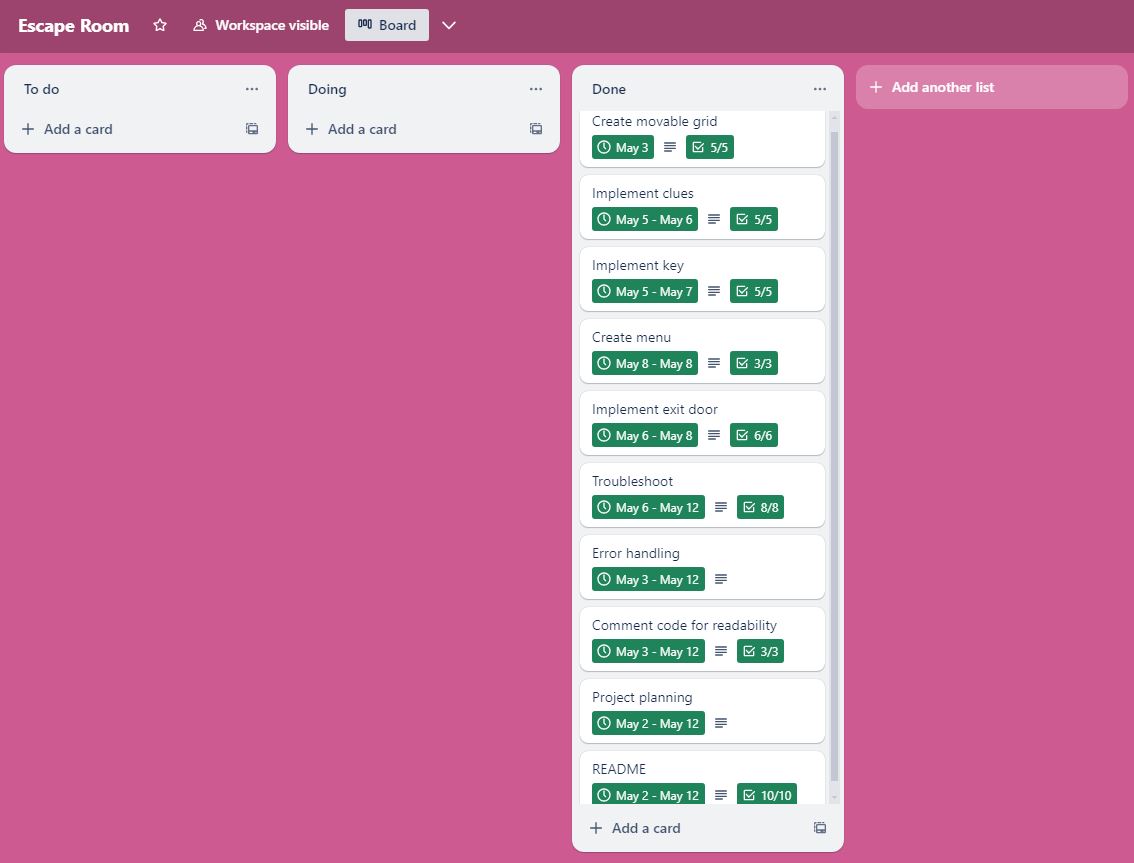 Escape Room
Workspace visible
Board
To do
Add a card
Doing
Add a card
Done
Create movable grid
May 3
5/5
Implement clues
May 5 - May 6
5/5
Implement key
May 5 - May 7
5/5
Create menu
May 8 - May 8
3/3
Implement exit door
May 6 - May 8
6/6
Troubleshoot
May 6 - May 12
8/8
Error handling
May 3 - May 12
Comment code for readability
May 3 - May 12
3/3
Project planning
May 2 - May 12
README
May 2 - May 12
10/10
Add a card
Add another list